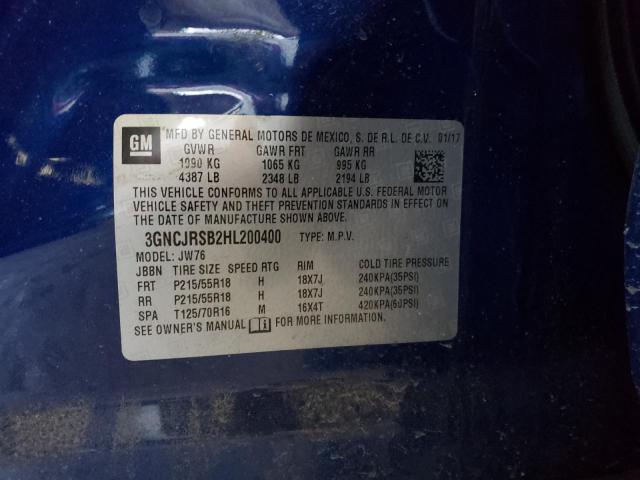 GM
MFD BY GENERAL MOTORS DE MEXICO, S. DE R.L. DE C.V. 01/17
GVWR GAWR FRT GAWR RR
1990 KG 1065 KG 995 KG
4387 LB 2348 LB 2194 LB
THIS VEHICLE CONFORMS TO ALL APPLICABLE U.S. FEDERAL MOTOR
VEHICLE SAFETY AND THEFT PREVENTION STANDARDS IN EFFECT ON
THE DATE OF MANUFACTURE SHOWN ABOVE.
3GNCJRSB2HL200400 TYPE: M.P.V.
MODEL: JW76
JBBN TIRE SIZE SPEED RTG RIM COLD TIRE PRESSURE
FRT P215/55R18 H 18X7J 240KPA(35PSI)
RR P215/55R18 H 18X7J 240KPA(35PSI)
SPA T125/70R16 M 16X4T 420KPA(60PSI)
SEE OWNER'S MANUAL FOR MORE INFORMATION.